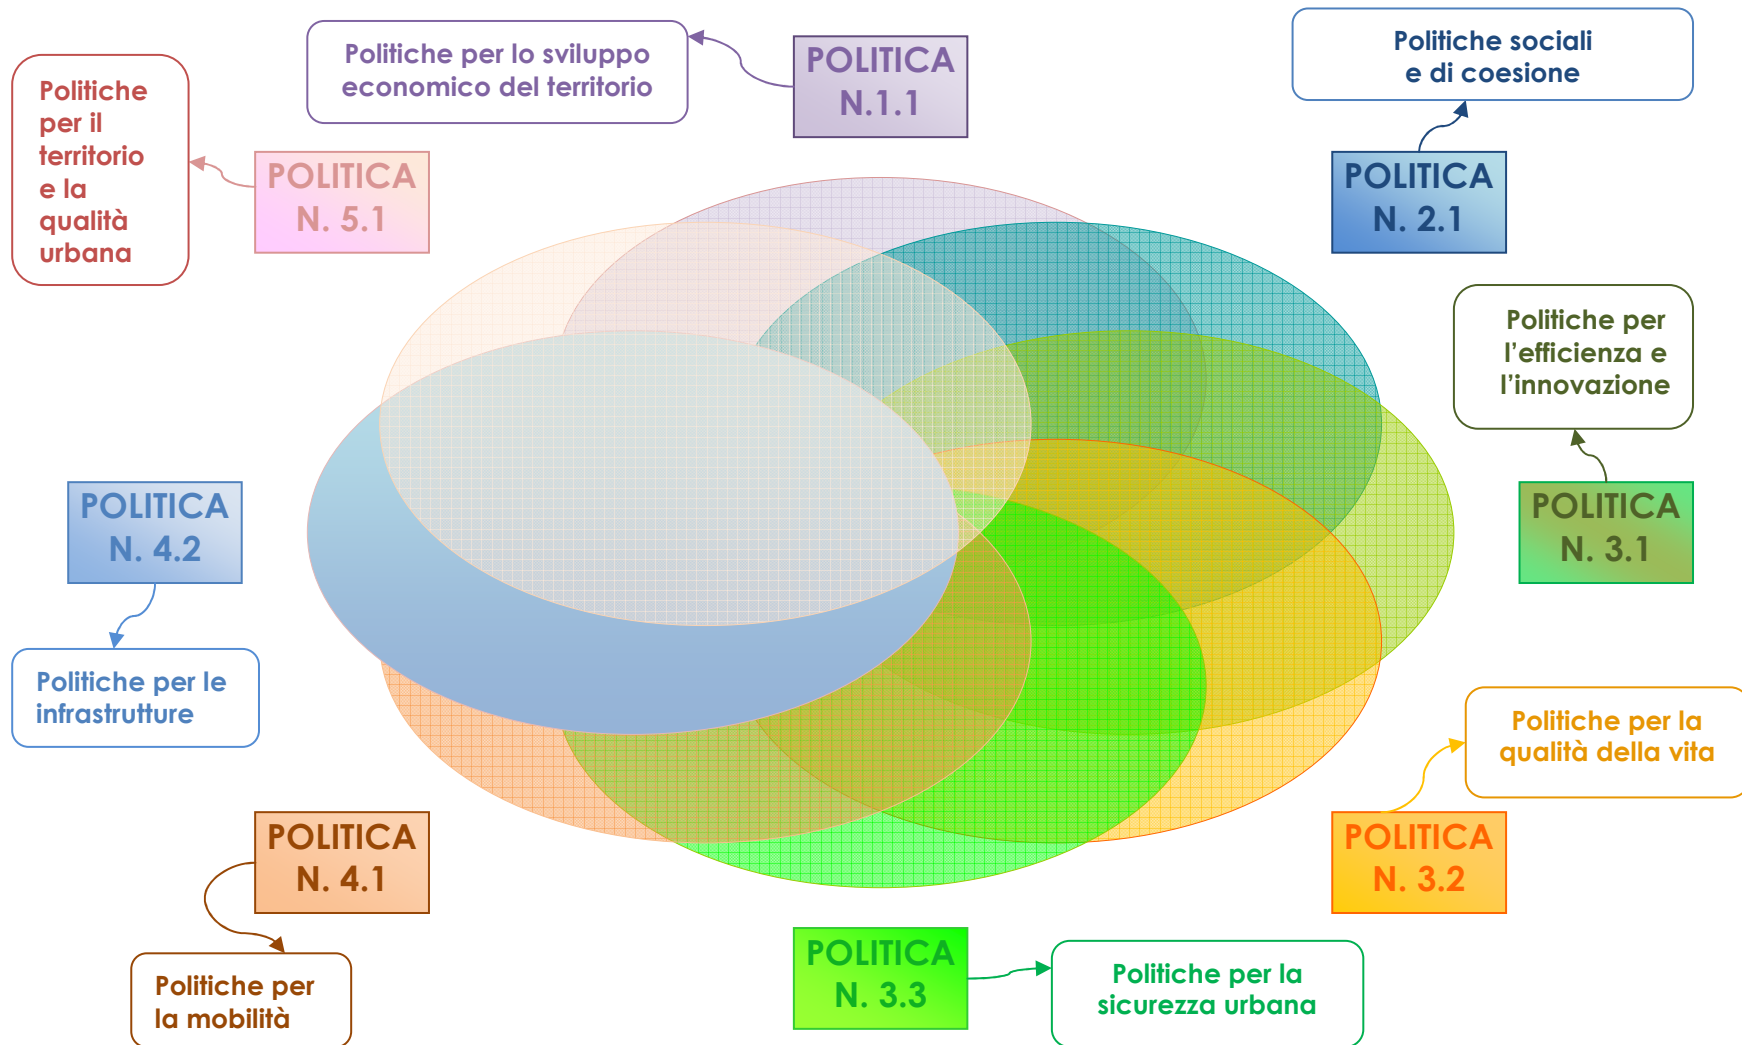 Politiche per lo sviluppo
economico del territorio
POLITICA
N.1.1
Politiche sociali
e di coesione
POLITICA
N. 2.1
Politiche
per il
territorio
e la
qualità
urbana
POLITICA
N. 5.1
Politiche per
l’efficienza e
l’innovazione
POLITICA
N. 3.1
POLITICA
N. 4.2
Politiche per le
infrastrutture
Politiche per la
qualità della vita
POLITICA
N. 3.2
POLITICA
N. 4.1
Politiche per
la mobilità
POLITICA
N. 3.3
Politiche per la
sicurezza urbana